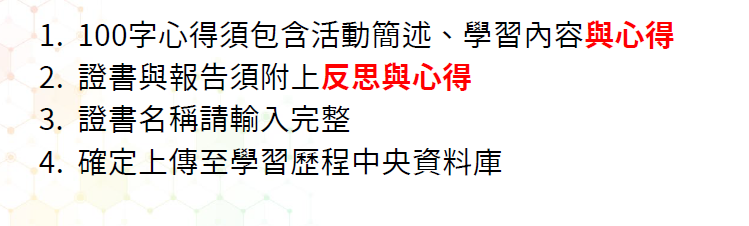 1. 100字心得須包含活動簡述、學習內容與心得
2. 證書與報告須附上反思與心得
3. 證書名稱請輸入完整
4. 確定上傳至學習歷程中央資料庫